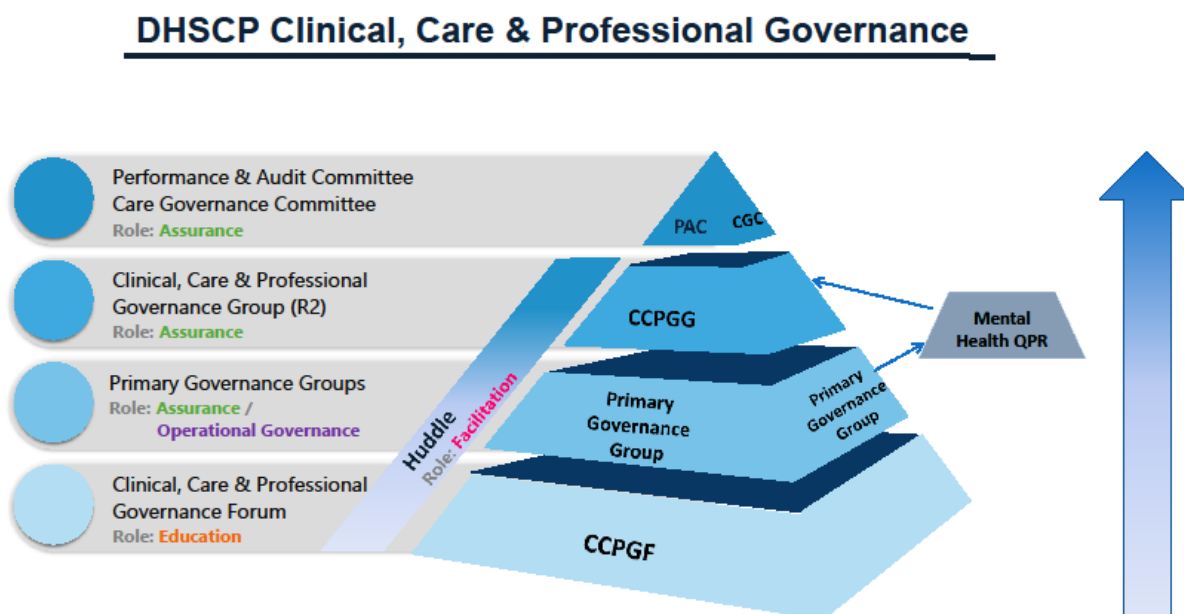 DHSCP Clinical, Care & Professional Governance
Performance & Audit Committee
Care Governance Committee
Role: Assurance
PAC
CGC
Clinical, Care & Professional
Governance Group (R2)
Role: Assurance
CCPGG
Mental
Health QPR
Primary Governance Groups
Role: Assurance /
Operational Governance
Huddle
Role: Facilitation
Primary
Governance
Group
Primary
Governance
Group
Clinical, Care & Professional
Governance Forum
Role: Education
CCPGF